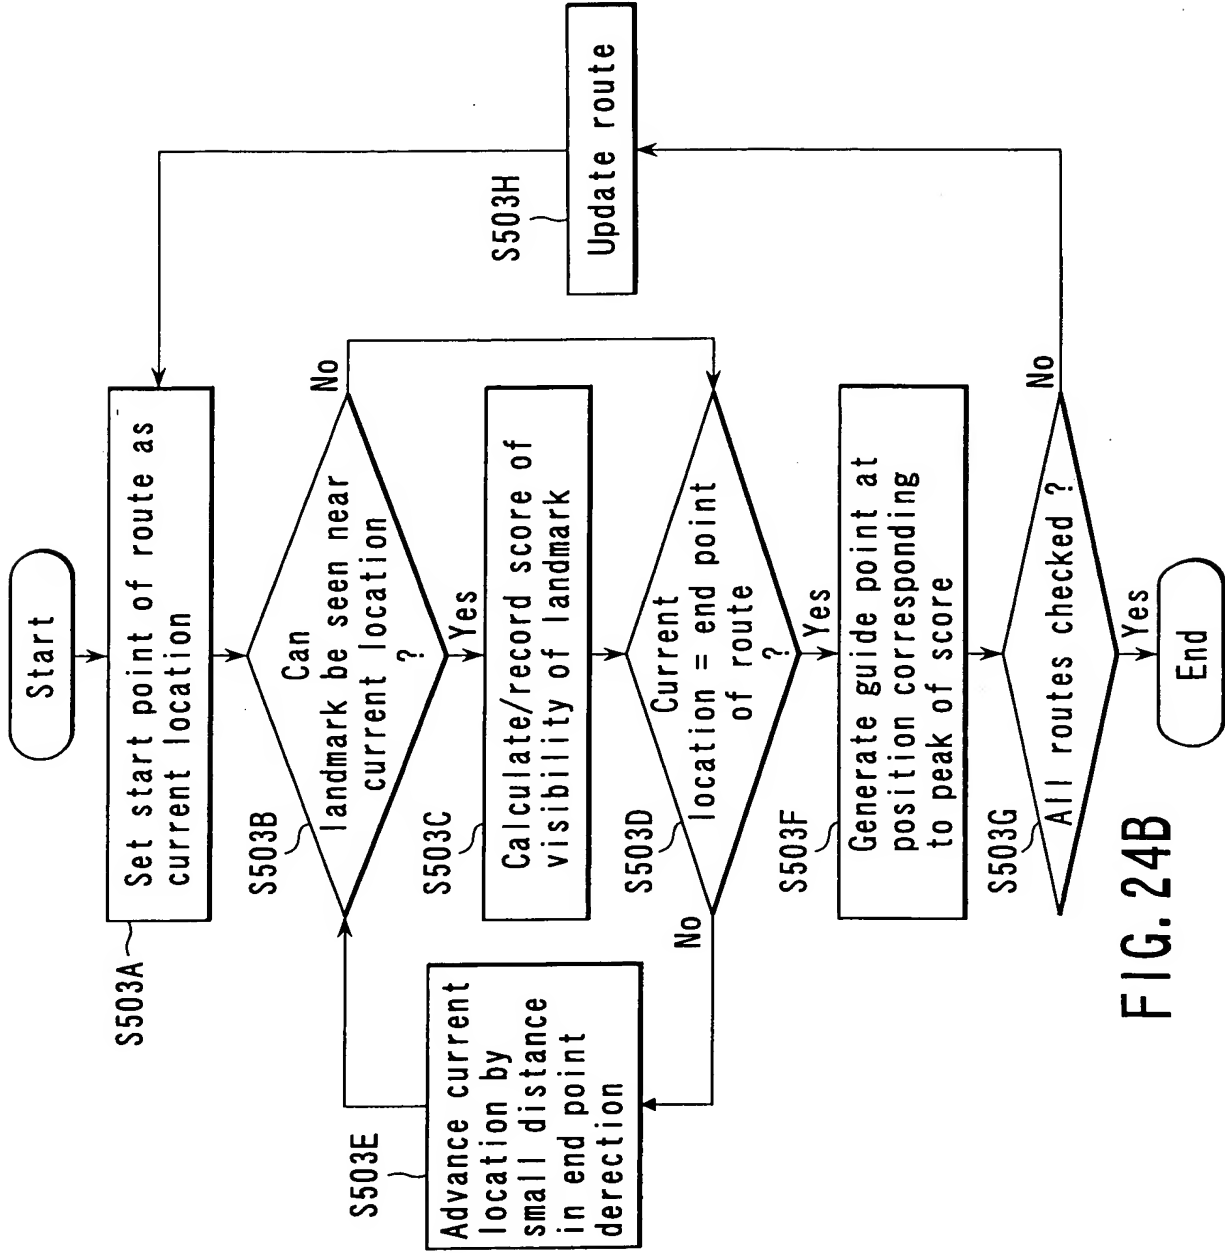 Start
S503A
Set start point of route as
current location
S503B
Can
landmark be seen near
current location
?
No
Yes
S503C
Calculate/record score of
visibility of landmark
S503D
Current
location = end point
of route
?
No
Yes
S503E
Advance current
location by
small distance
in end point
derection
S503F
Generate guide point at
position corresponding
to peak of score
S503G
All routes checked ?
No
Yes
S503H
Update route
End
FIG. 24B